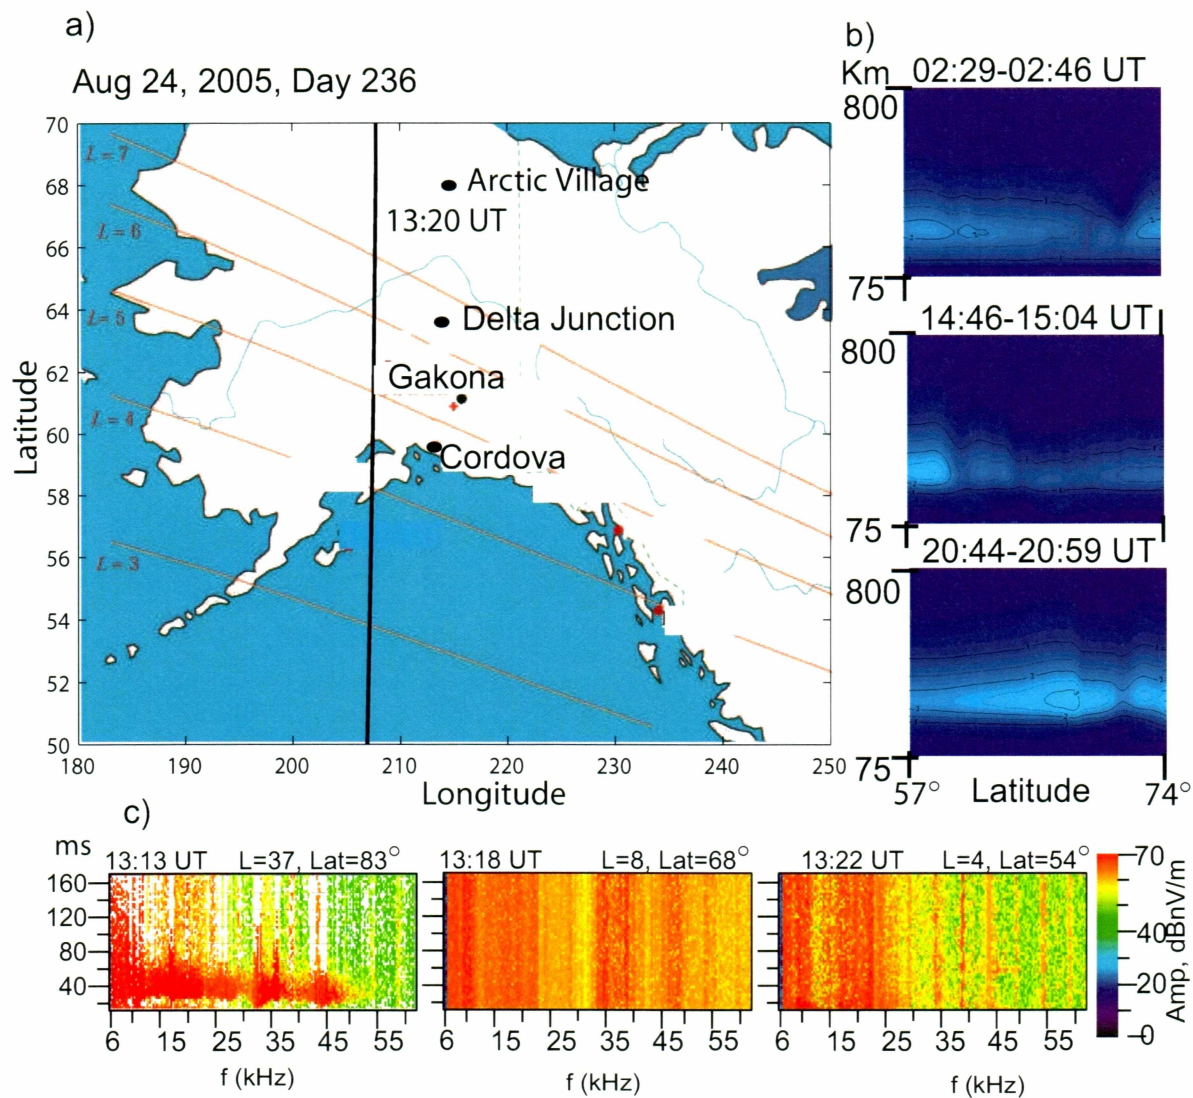 a)
Aug 24, 2005, Day 236
70
68
66
64
62
60
58
56
54
52
50
Latitude
L = 7
L = 6
L = 5
L = 4
L = 3
Arctic Village
13:20 UT
Delta Junction
Gakona
Cordova
180 190 200 210 220 230 240 250
Longitude
b)
Km 02:29-02:46 UT
800
75
14:46-15:04 UT
800
75
20:44-20:59 UT
800
75
57° Latitude 74°
c)
ms 13:13 UT L=37, Lat=83° 13:18 UT L=8, Lat=68° 13:22 UT L=4, Lat=54°
160
120
80
40
6 15 25 35 45 55 6 15 25 35 45 55 6 15 25 35 45 55
f (kHz) f (kHz) f (kHz)
70
40
20
0
Amp, dBnV/m